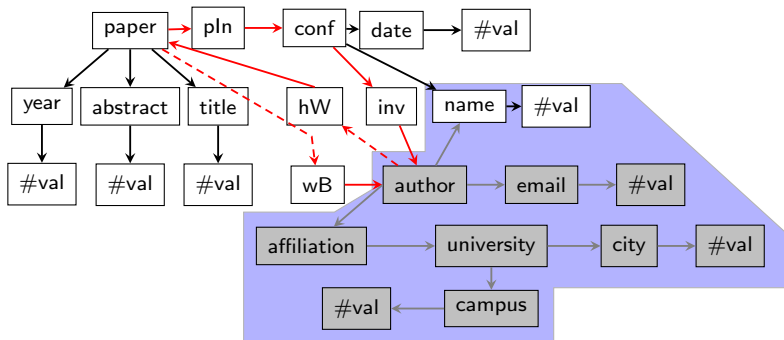 paper pIn conf date #val
year abstract title hW inv name #val
#val #val #val wB author email #val
affiliation university city #val
#val campus